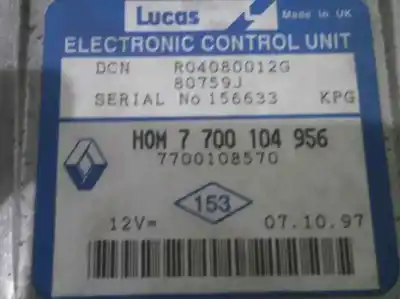 Lucas Made in UK
ELECTRONIC CONTROL UNIT
DCN R04080012G
80759J
SERIAL No 156633 KPG
HOM 7 700 104 956
7700108570
153
12V= 07.10.97